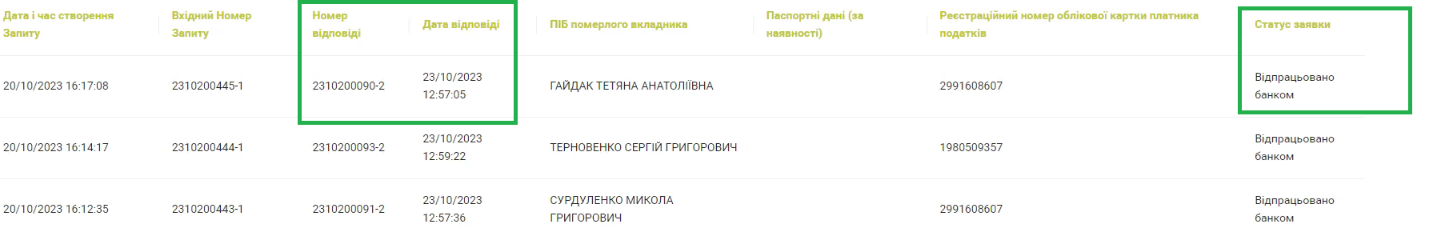 Дата і час створення Запиту
Вхідний Номер Запиту
Номер відповіді
Дата відповіді
ПІБ померлого вкладника
Паспортні дані (за наявності)
Реєстраційний номер облікової картки платника податків
Статус заявки
20/10/2023 16:17:08
2310200445-1
2310200090-2
23/10/2023
12:57:05
ГАЙДАК ТЕТЯНА АНАТОЛІЇВНА
2991608607
Відпрацьовано
банком
20/10/2023 16:14:17
2310200444-1
2310200093-2
23/10/2023
12:59:22
ТЕРНОВЕНКО СЕРГІЙ ГРИГОРОВИЧ
1980509357
Відпрацьовано
банком
20/10/2023 16:12:35
2310200443-1
2310200091-2
23/10/2023
12:57:36
СУРДУЛЕНКО МИКОЛА
ГРИГОРОВИЧ
2991608607
Відпрацьовано
банком